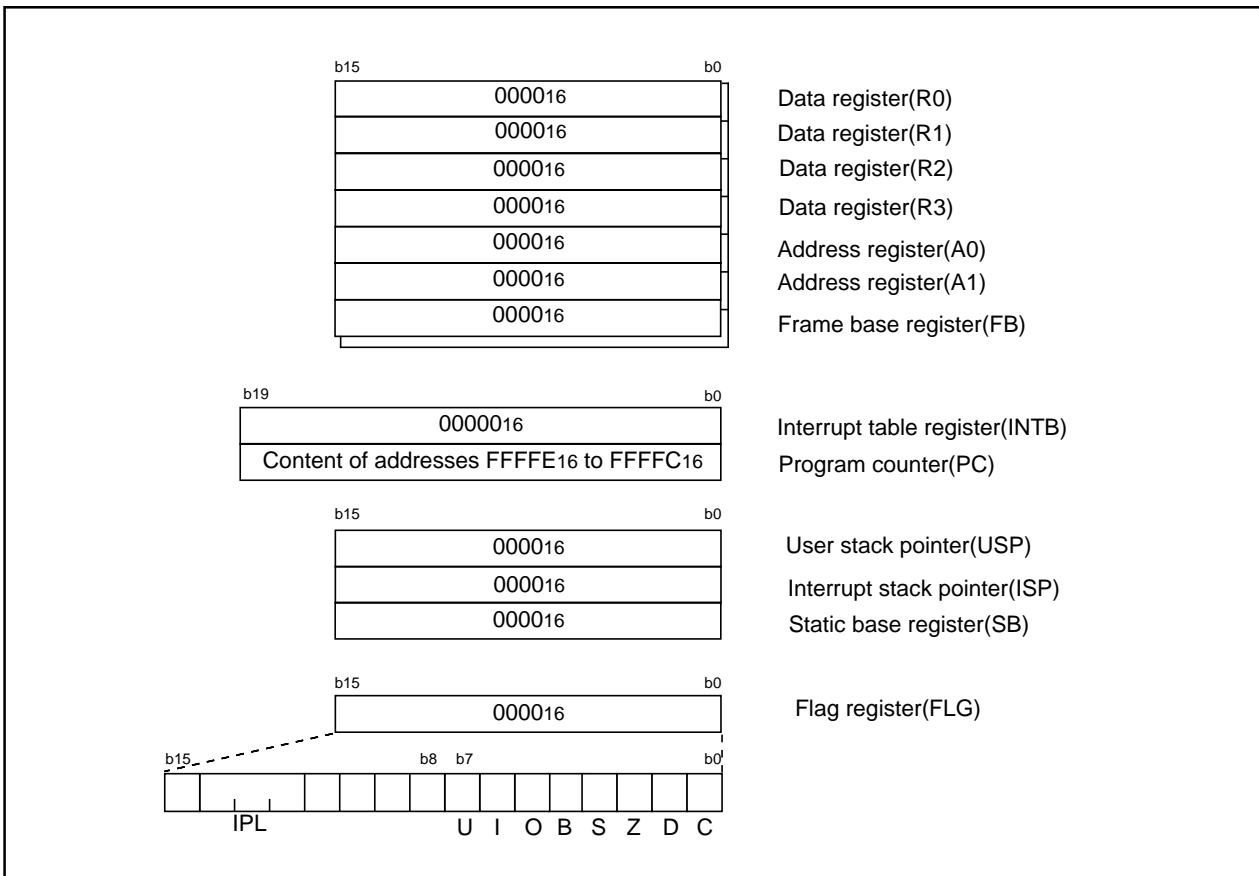 b15 b0
000016 Data register(R0)
000016 Data register(R1)
000016 Data register(R2)
000016 Data register(R3)
000016 Address register(A0)
000016 Address register(A1)
000016 Frame base register(FB)
b19 b0
0000016 Interrupt table register(INTB)
Content of addresses FFFFE16 to FFFFC16 Program counter(PC)
b15 b0
000016 User stack pointer(USP)
000016 Interrupt stack pointer(ISP)
000016 Static base register(SB)
b15 b0
000016 Flag register(FLG)
b15 b8 b7 b0
IPL U I O B S Z D C